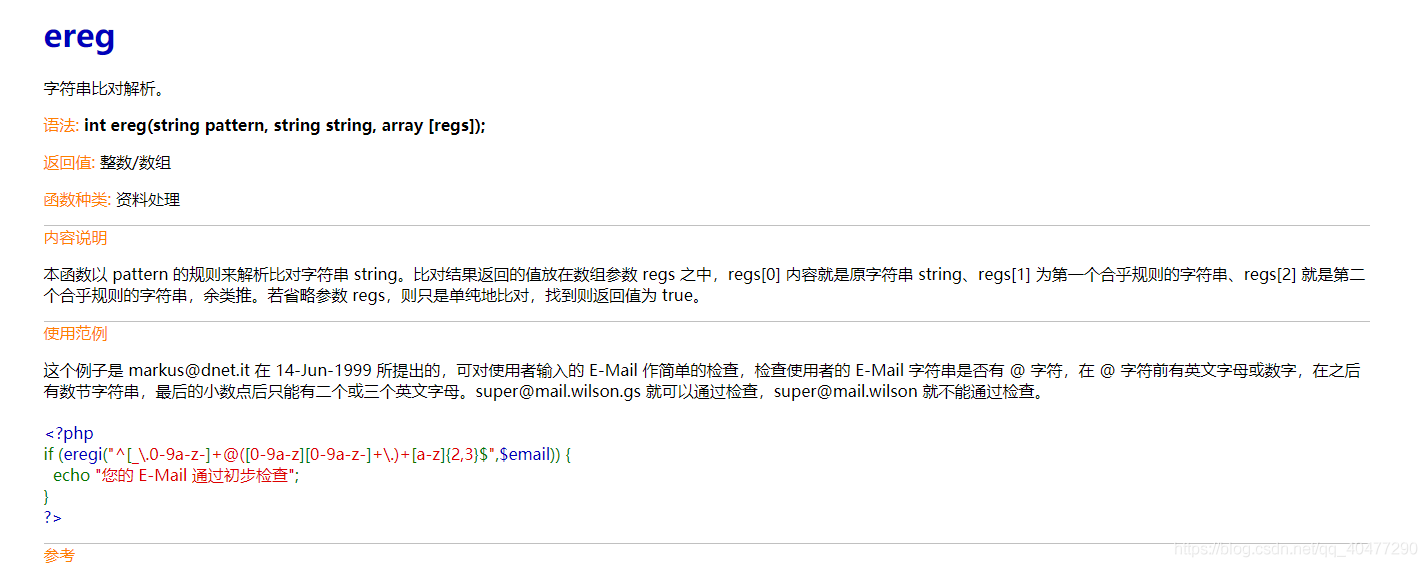 ereg
字符串比对解析。
语法: int ereg(string pattern, string string, array [regs]);
返回值: 整数/数组
函数种类: 资料处理
内容说明
本函数以 pattern 的规则来解析比对字符串 string。比对结果返回的值放在数组参数 regs 之中，regs[0] 内容就是原字符串 string、regs[1] 为第一个合乎规则的字符串、regs[2] 就是第二
个合乎规则的字符串，余类推。若省略参数 regs，则只是单纯地比对，找到则返回值为 true。
使用范例
这个例子是 markus@dnet.it 在 14-Jun-1999 所提出的，可对使用者输入的 E-Mail 作简单的检查，检查使用者的 E-Mail 字符串是否有 @ 字符，在 @ 字符前有英文字母或数字，在之后
有数节字符串，最后的小数点后只能有二个或三个英文字母。super@mail.wilson.gs 就可以通过检查，super@mail.wilson 就不能通过检查。
<?php
if (eregi("^[_\.0-9a-z-]+@([0-9a-z][0-9a-z-]+\.)+[a-z]{2,3}$",$email)) {
  echo "您的 E-Mail 通过初步检查";
}
?>
参考
https://blog.csdn.net/qq_40477290